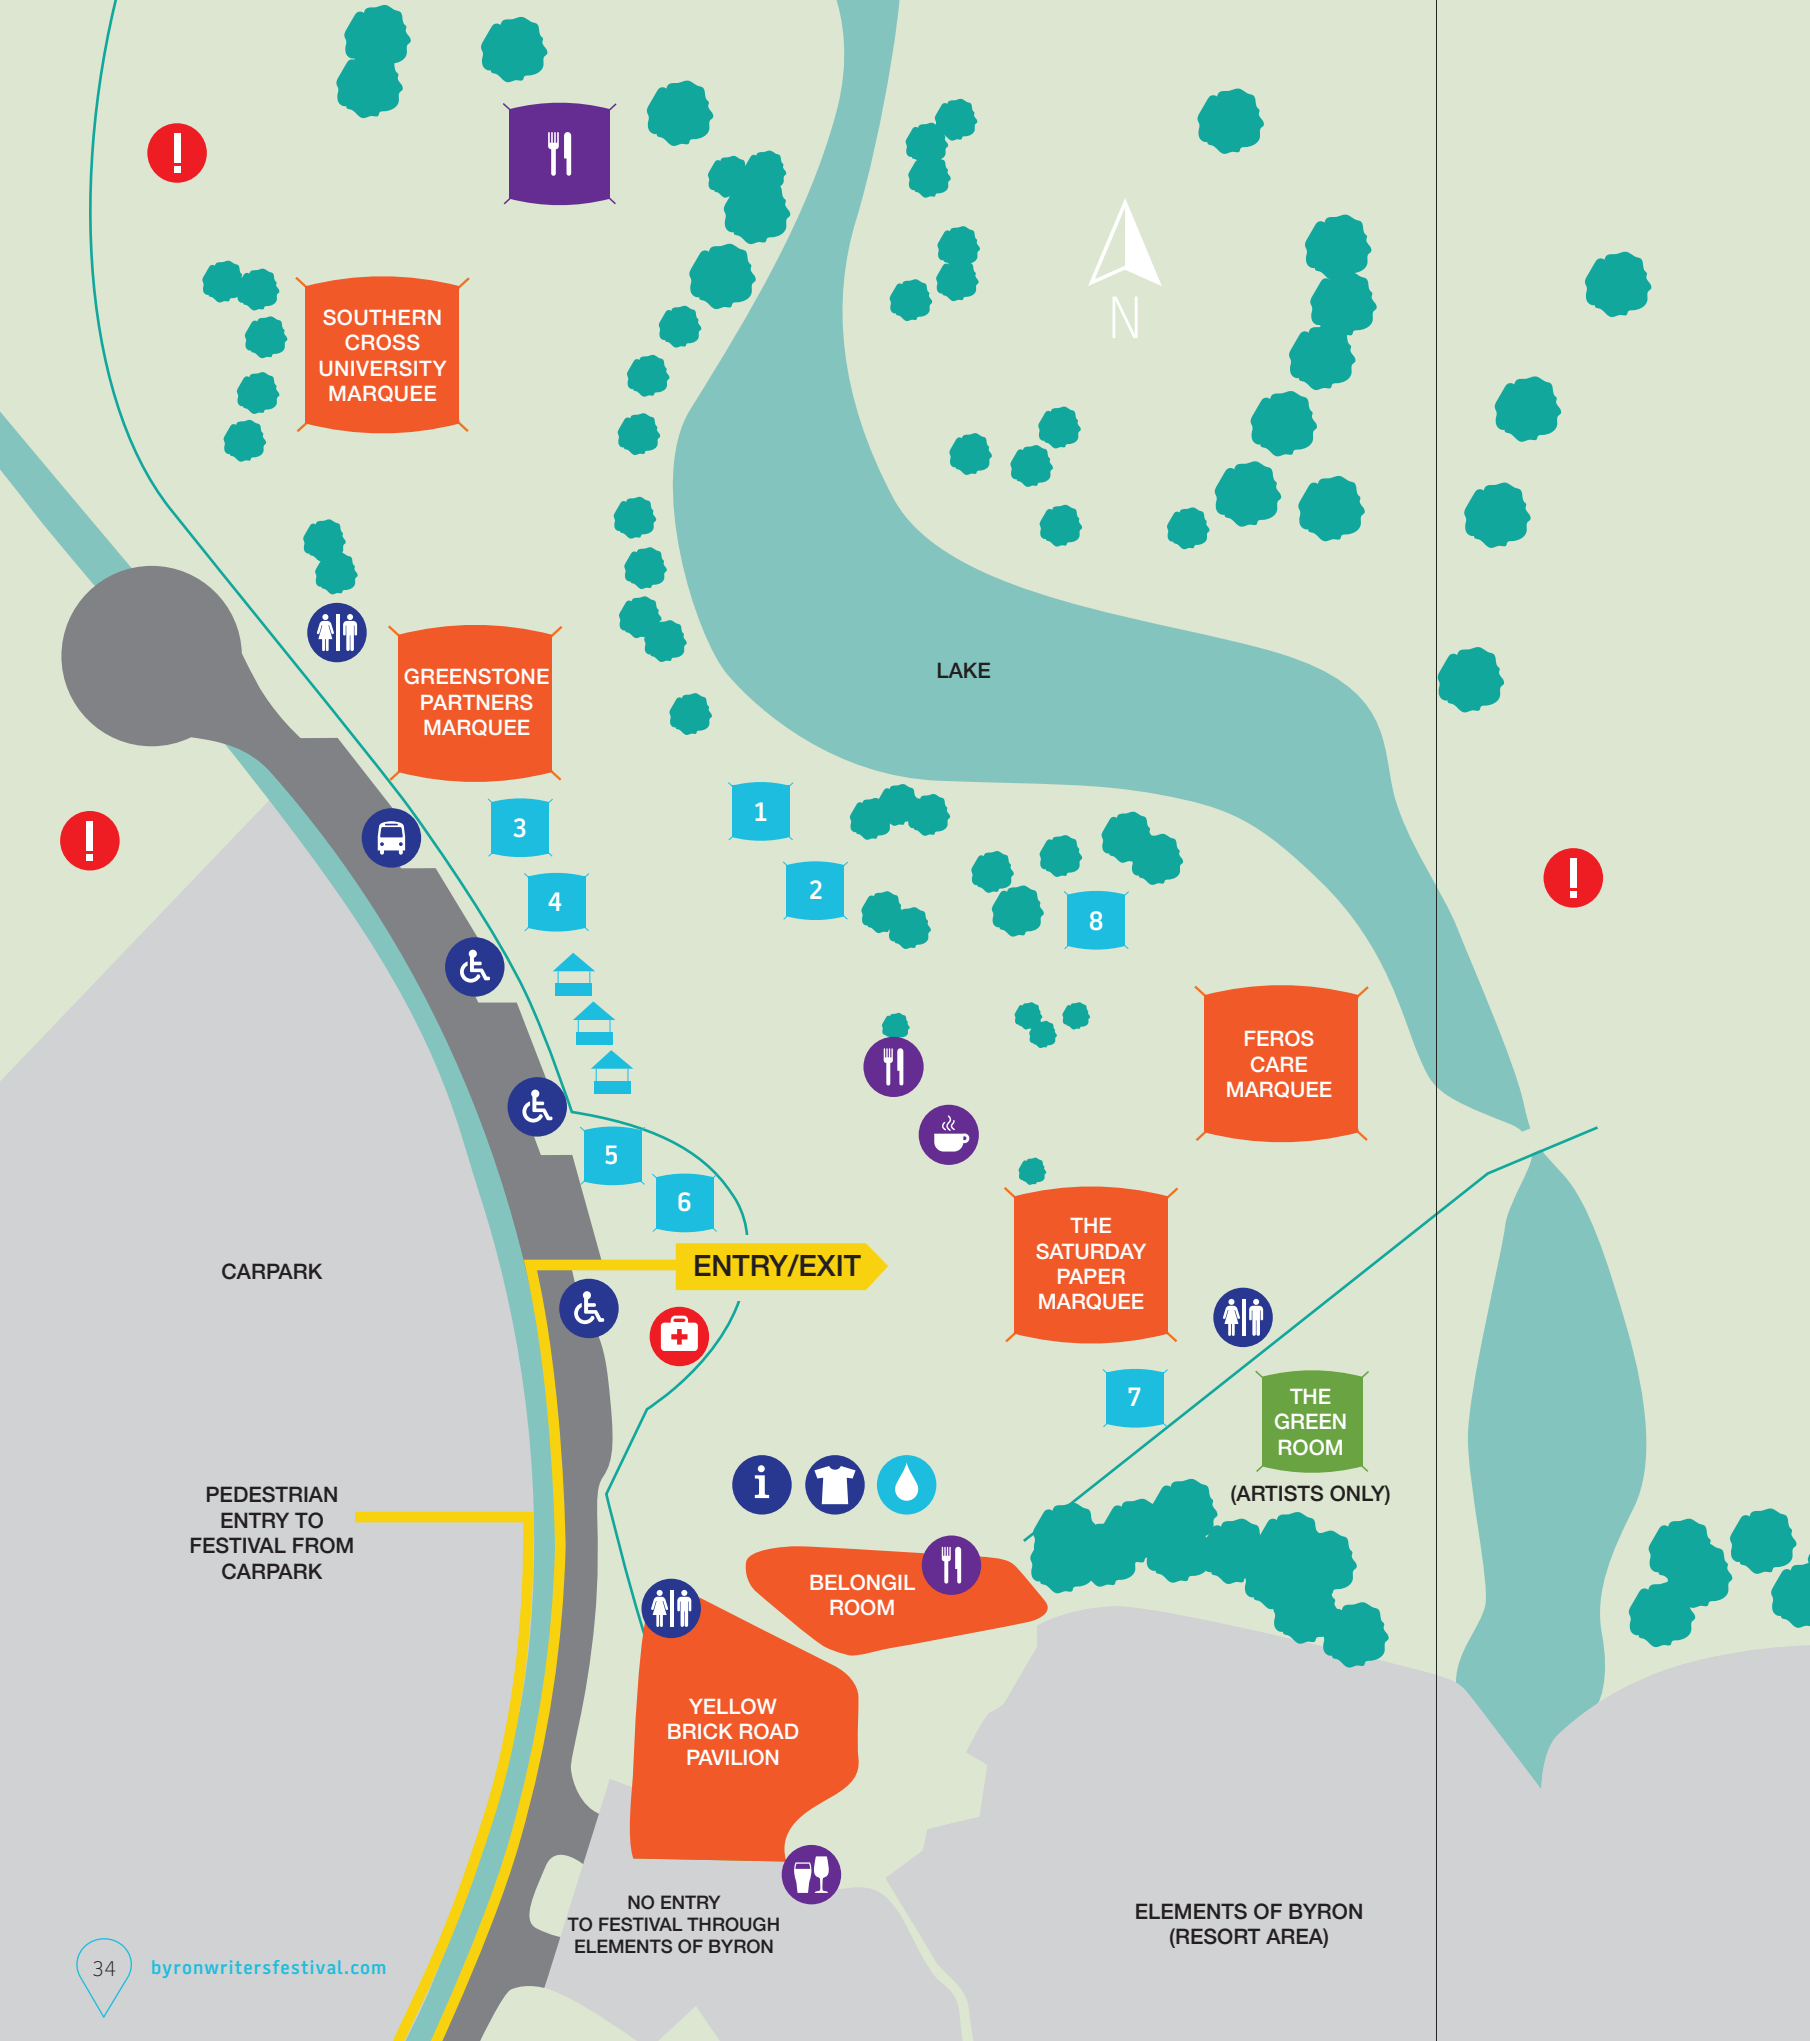 SOUTHERN
CROSS
UNIVERSITY
MARQUEE
N
GREENSTONE
PARTNERS
MARQUEE
LAKE
1
3
2
4
8
FEROS
CARE
MARQUEE
5
6
THE
SATURDAY
PAPER
MARQUEE
ENTRY/EXIT
CARPARK
7
THE
GREEN
ROOM
(ARTISTS ONLY)
i
PEDESTRIAN
ENTRY TO
FESTIVAL FROM
CARPARK
BELONGIL
ROOM
YELLOW
BRICK ROAD
PAVILION
NO ENTRY
TO FESTIVAL THROUGH
ELEMENTS OF BYRON
ELEMENTS OF BYRON
(RESORT AREA)
34
byronwritersfestival.com